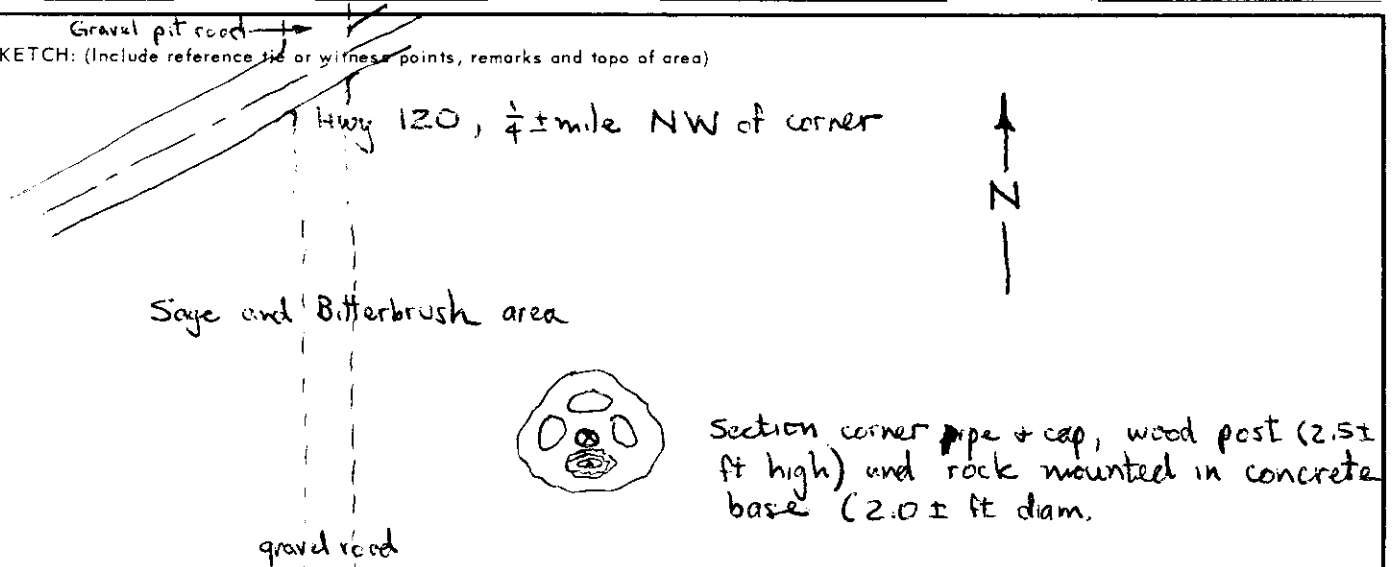 Gravel pit road
KETCH: (Include reference tie or witness points, remarks and topo of area)
Hwy 120, 1/4 ± mile NW of corner
N
Sage and Bitterbrush area
Section corner pipe + cap, wood post (2.5±
ft high) and rock mounted in concrete
base (2.0 ± ft diam.
gravel road